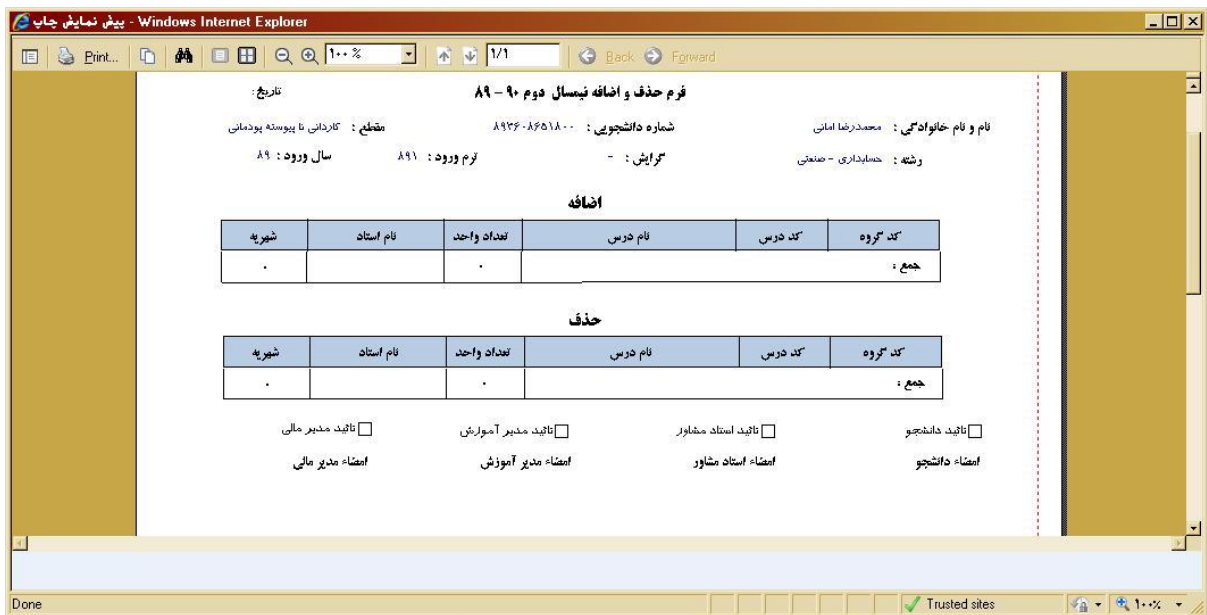 پیش نمایش چاپ - Windows Internet Explorer
Print... ۱۰۰ % ۱/۱ Back Forward
فرم حذف و اضافه نیمسال دوم ۹۰ – ۸۹ تاریخ :
نام و نام خانوادگی : محمدرضا امانی شماره دانشجویی : ۸۹۳۶۰۸۶۵۱۸۰۰ مقطع : کاردانی نا پیوسته پودمانی
رشته : حسابداری - صنعتی گرایش : - ترم ورود : ۸۹۱ سال ورود : ۸۹
اضافه
کد گروه کد درس نام درس تعداد واحد نام استاد شهریه
جمع : ۰ ۰
حذف
کد گروه کد درس نام درس تعداد واحد نام استاد شهریه
جمع : ۰ ۰
تائید دانشجو تائید استاد مشاور تائید مدیر آموزش تائید مدیر مالی
امضاء دانشجو امضاء استاد مشاور امضاء مدیر آموزش امضاء مدیر مالی
Done Trusted sites ۱۰۰%